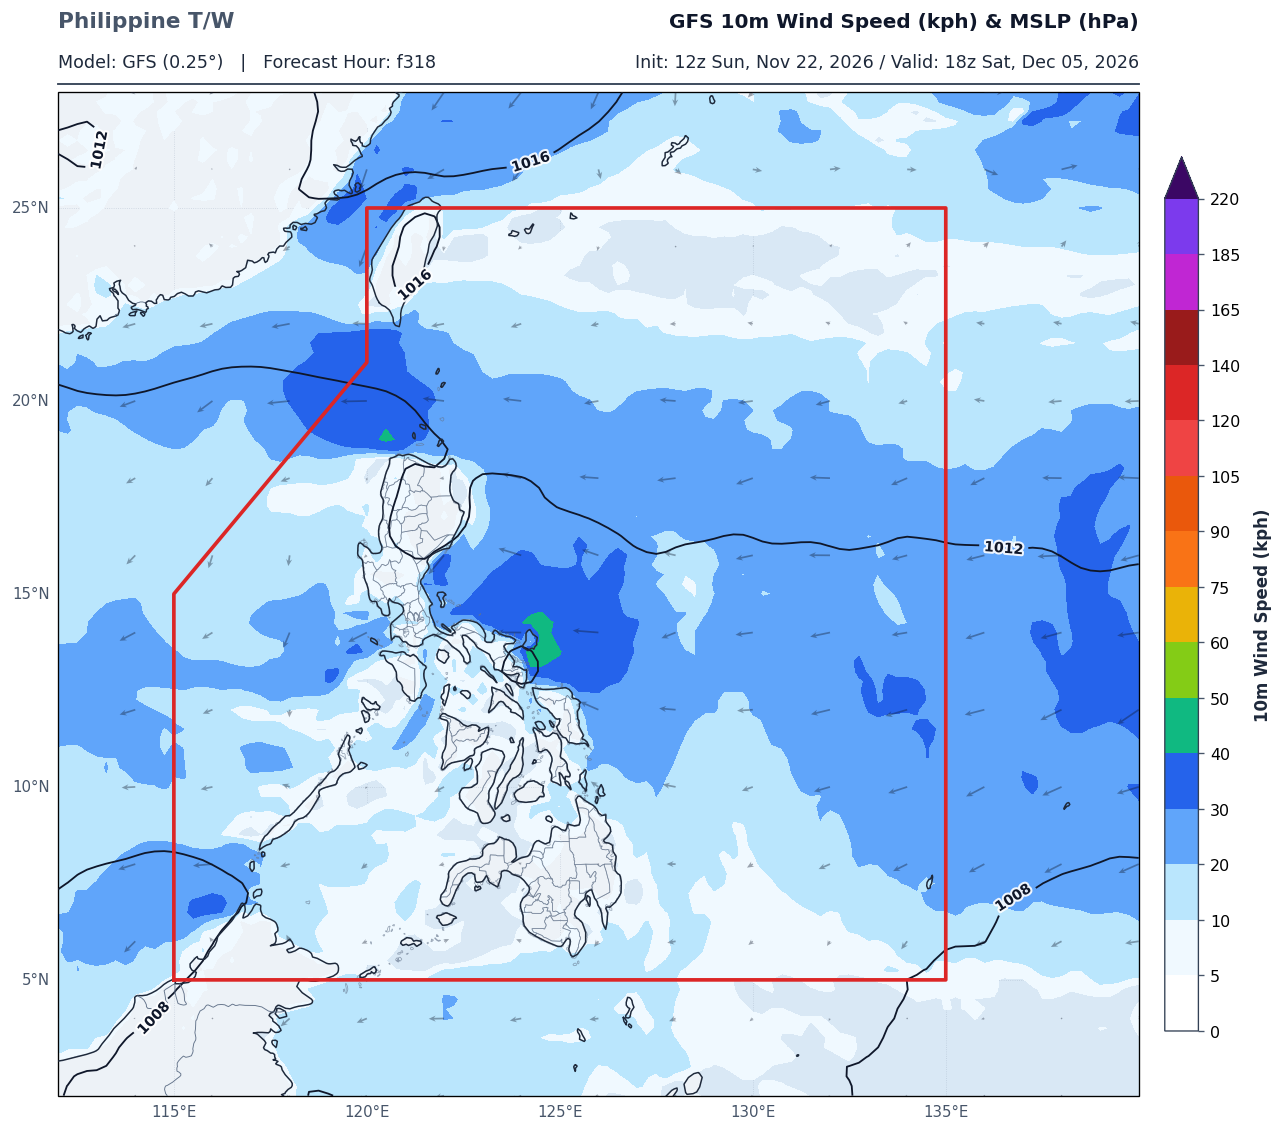 Philippine T/W
GFS 10m Wind Speed (kph) & MSLP (hPa)
Model: GFS (0.25°) | Forecast Hour: f318
Init: 12z Sun, Nov 22, 2026 / Valid: 18z Sat, Dec 05, 2026
1012
1016
1016
1012
1008
1008
25°N
20°N
15°N
10°N
5°N
115°E
120°E
125°E
130°E
135°E
220
185
165
140
120
105
90
75
60
50
40
30
20
10
5
0
10m Wind Speed (kph)